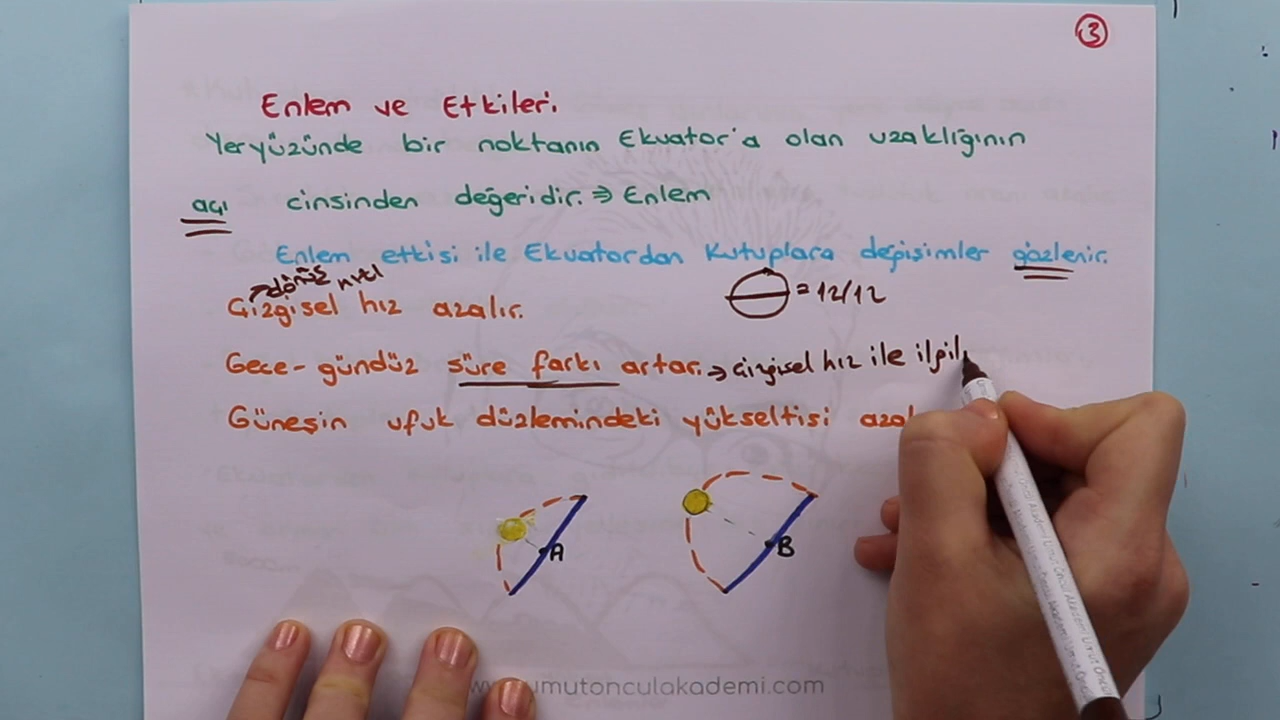 3
Enlem ve Etkileri.
Yeryüzünde bir noktanın Ekvator'a olan uzaklığının
açı cinsinden değeridir. ⇒ Enlem
Enlem etkisi ile Ekvatordan Kutuplara değişimler gözlenir.
→ dönüş hızı
Çizgisel hız azalır.
= 12/12
Gece-gündüz süre farkı artar. → Çizgisel hız ile ilgil
Güneşin ufuk düzlemindeki yükseltisi azal
A
B
umutonculakademi.com